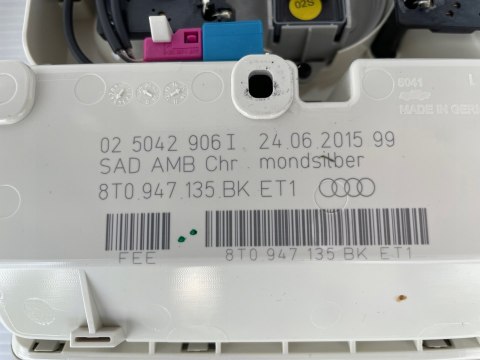 02S
5041
MADE IN GER
02 5042 906 I 24.06.2015 99
SAD AMB Chr mondsilber
8T0.947.135.BK ET1
FEE
8T0 947 135 BK ET1